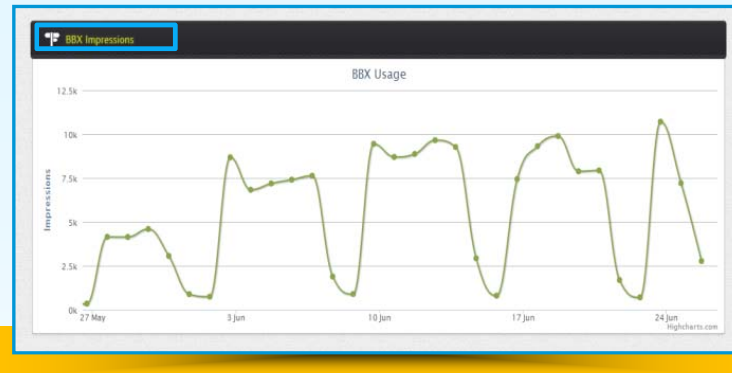 BBX Impressions
BBX Usage
12.5k
10k
7.5k
5k
2.5k
0k
Impressions
27 May
3 Jun
10 Jun
17 Jun
24 Jun
Highcharts.com